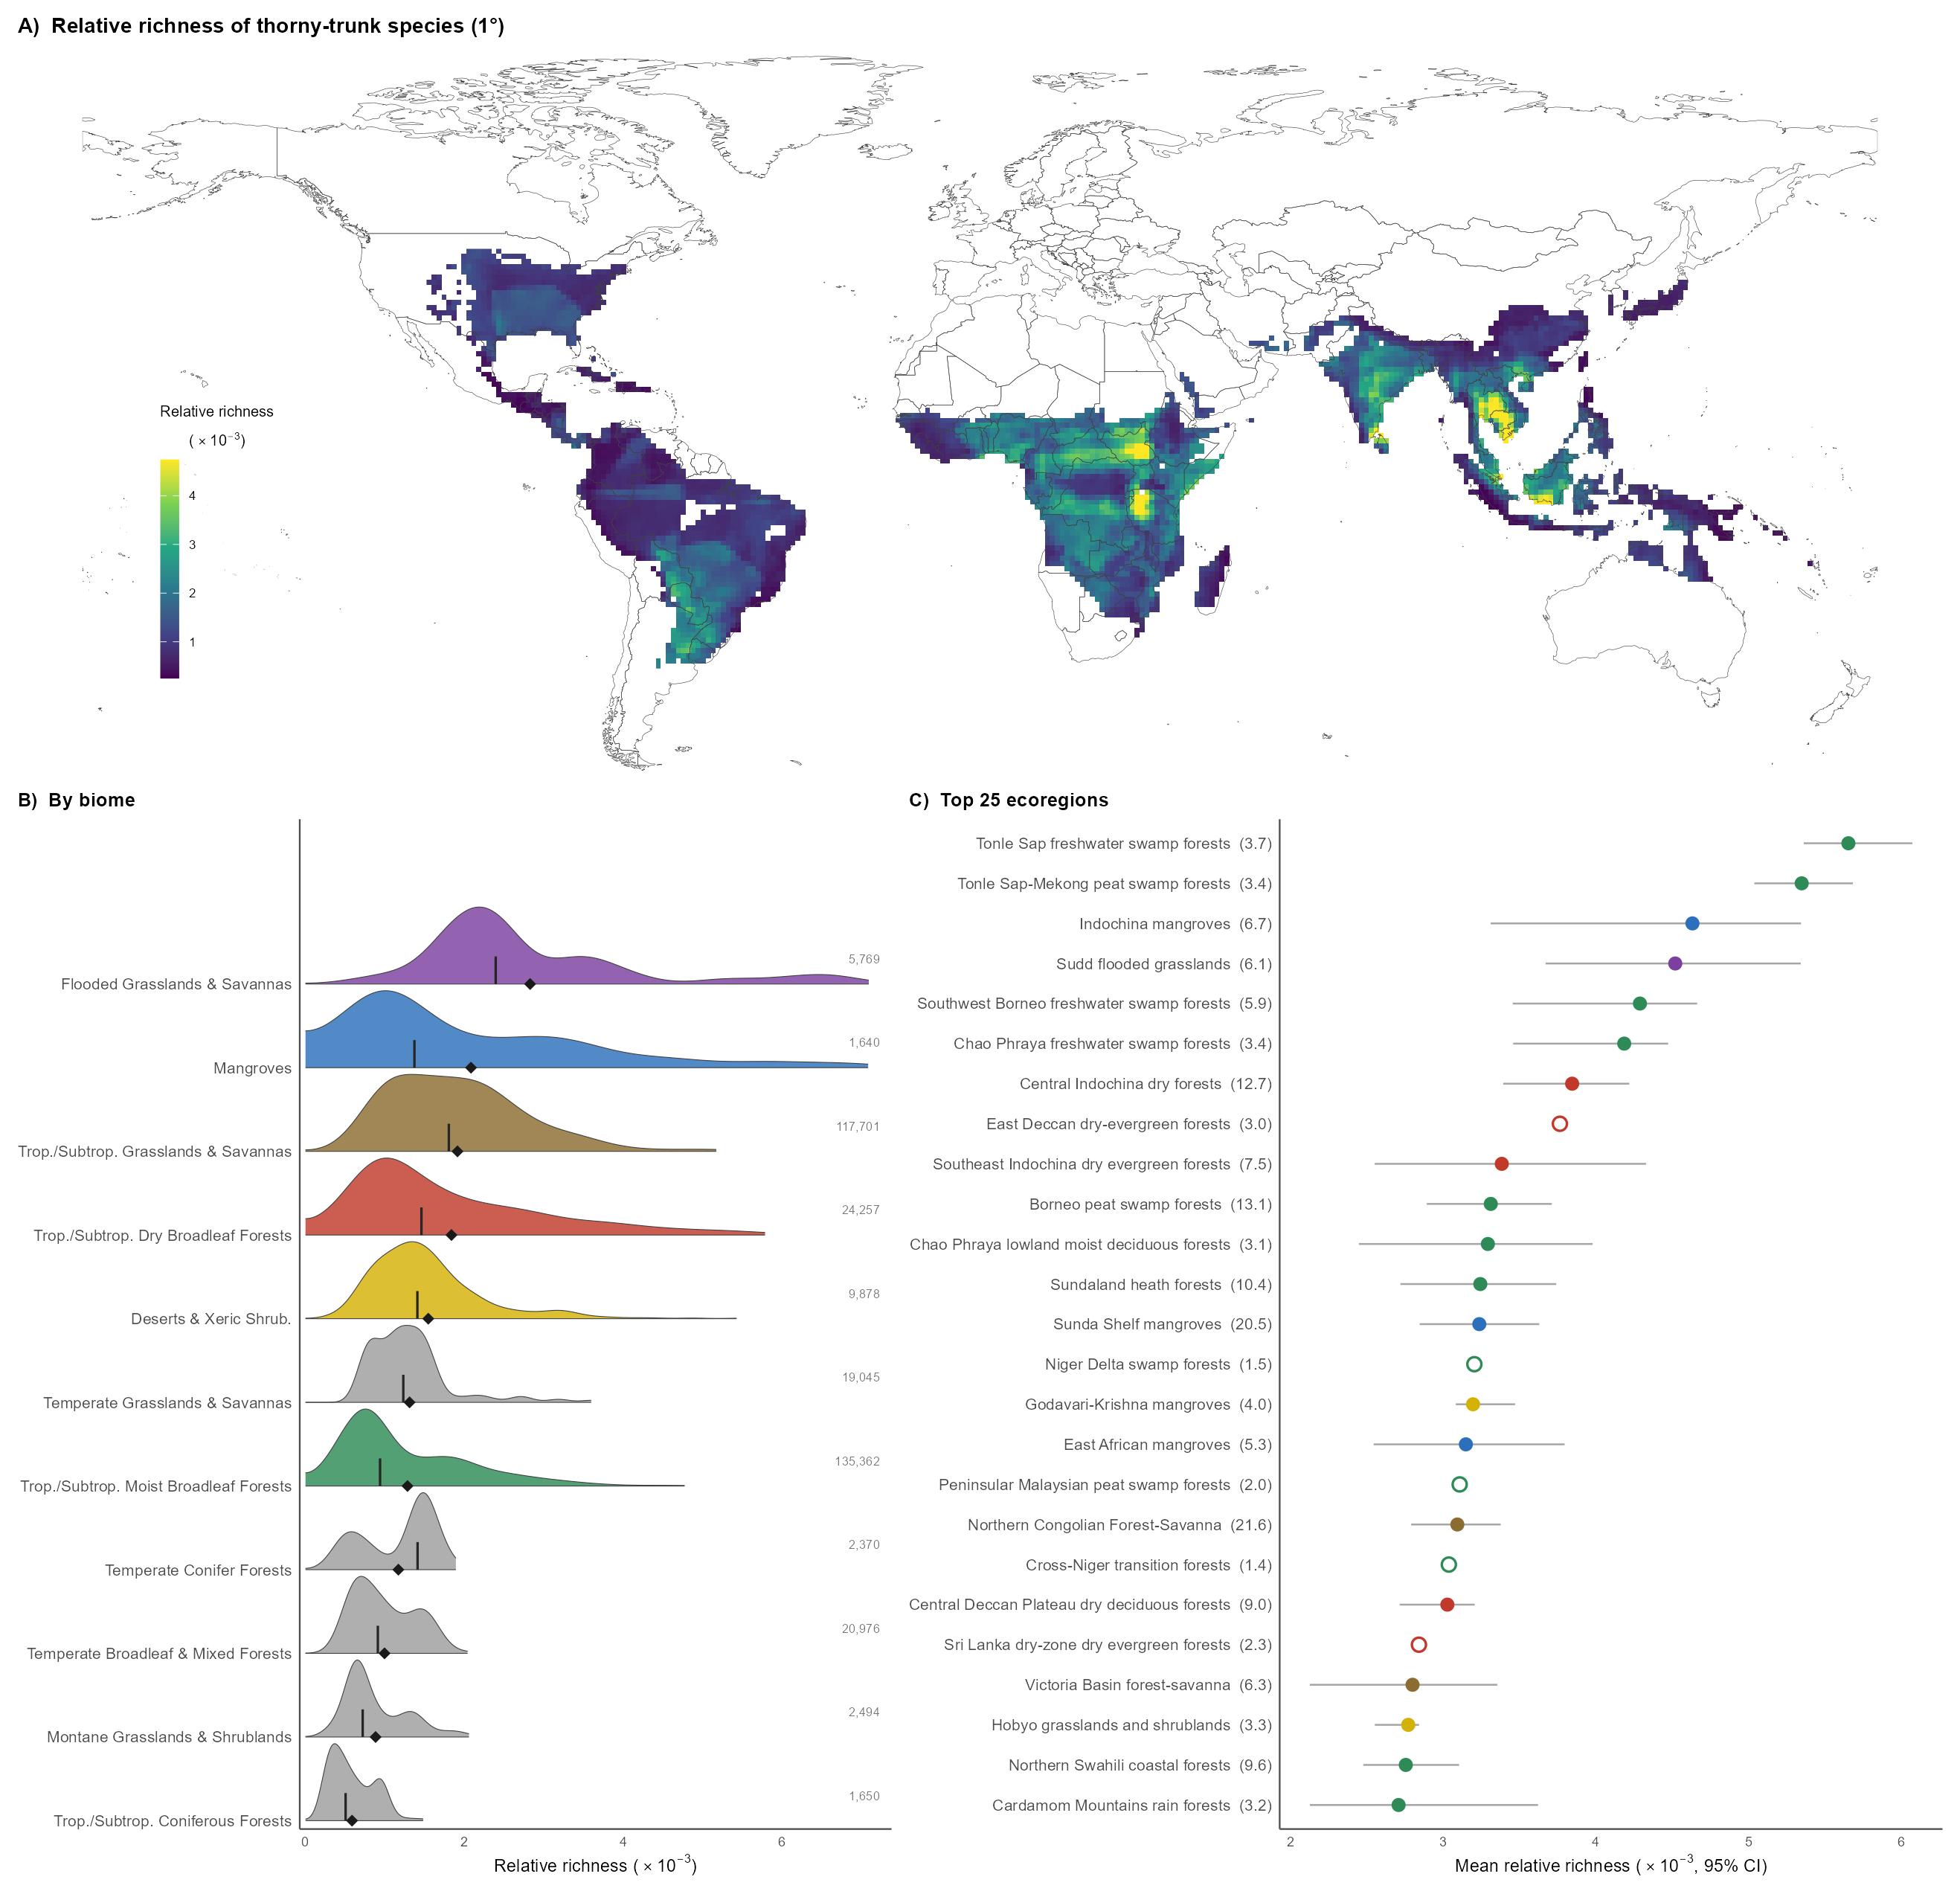 A) Relative richness of thorny-trunk species (1°)
Relative richness
( × 10⁻³)
4
3
2
1
B) By biome
Flooded Grasslands & Savannas
5,769
Mangroves
1,640
Trop./Subtrop. Grasslands & Savannas
117,701
Trop./Subtrop. Dry Broadleaf Forests
24,257
Deserts & Xeric Shrub.
9,878
Temperate Grasslands & Savannas
19,045
Trop./Subtrop. Moist Broadleaf Forests
135,362
Temperate Conifer Forests
2,370
Temperate Broadleaf & Mixed Forests
20,976
Montane Grasslands & Shrublands
2,494
Trop./Subtrop. Coniferous Forests
1,650
0 2 4 6
Relative richness ( × 10⁻³)
C) Top 25 ecoregions
Tonle Sap freshwater swamp forests (3.7)
Tonle Sap-Mekong peat swamp forests (3.4)
Indochina mangroves (6.7)
Sudd flooded grasslands (6.1)
Southwest Borneo freshwater swamp forests (5.9)
Chao Phraya freshwater swamp forests (3.4)
Central Indochina dry forests (12.7)
East Deccan dry-evergreen forests (3.0)
Southeast Indochina dry evergreen forests (7.5)
Borneo peat swamp forests (13.1)
Chao Phraya lowland moist deciduous forests (3.1)
Sundaland heath forests (10.4)
Sunda Shelf mangroves (20.5)
Niger Delta swamp forests (1.5)
Godavari-Krishna mangroves (4.0)
East African mangroves (5.3)
Peninsular Malaysian peat swamp forests (2.0)
Northern Congolian Forest-Savanna (21.6)
Cross-Niger transition forests (1.4)
Central Deccan Plateau dry deciduous forests (9.0)
Sri Lanka dry-zone dry evergreen forests (2.3)
Victoria Basin forest-savanna (6.3)
Hobyo grasslands and shrublands (3.3)
Northern Swahili coastal forests (9.6)
Cardamom Mountains rain forests (3.2)
2 3 4 5 6
Mean relative richness ( × 10⁻³, 95% CI)